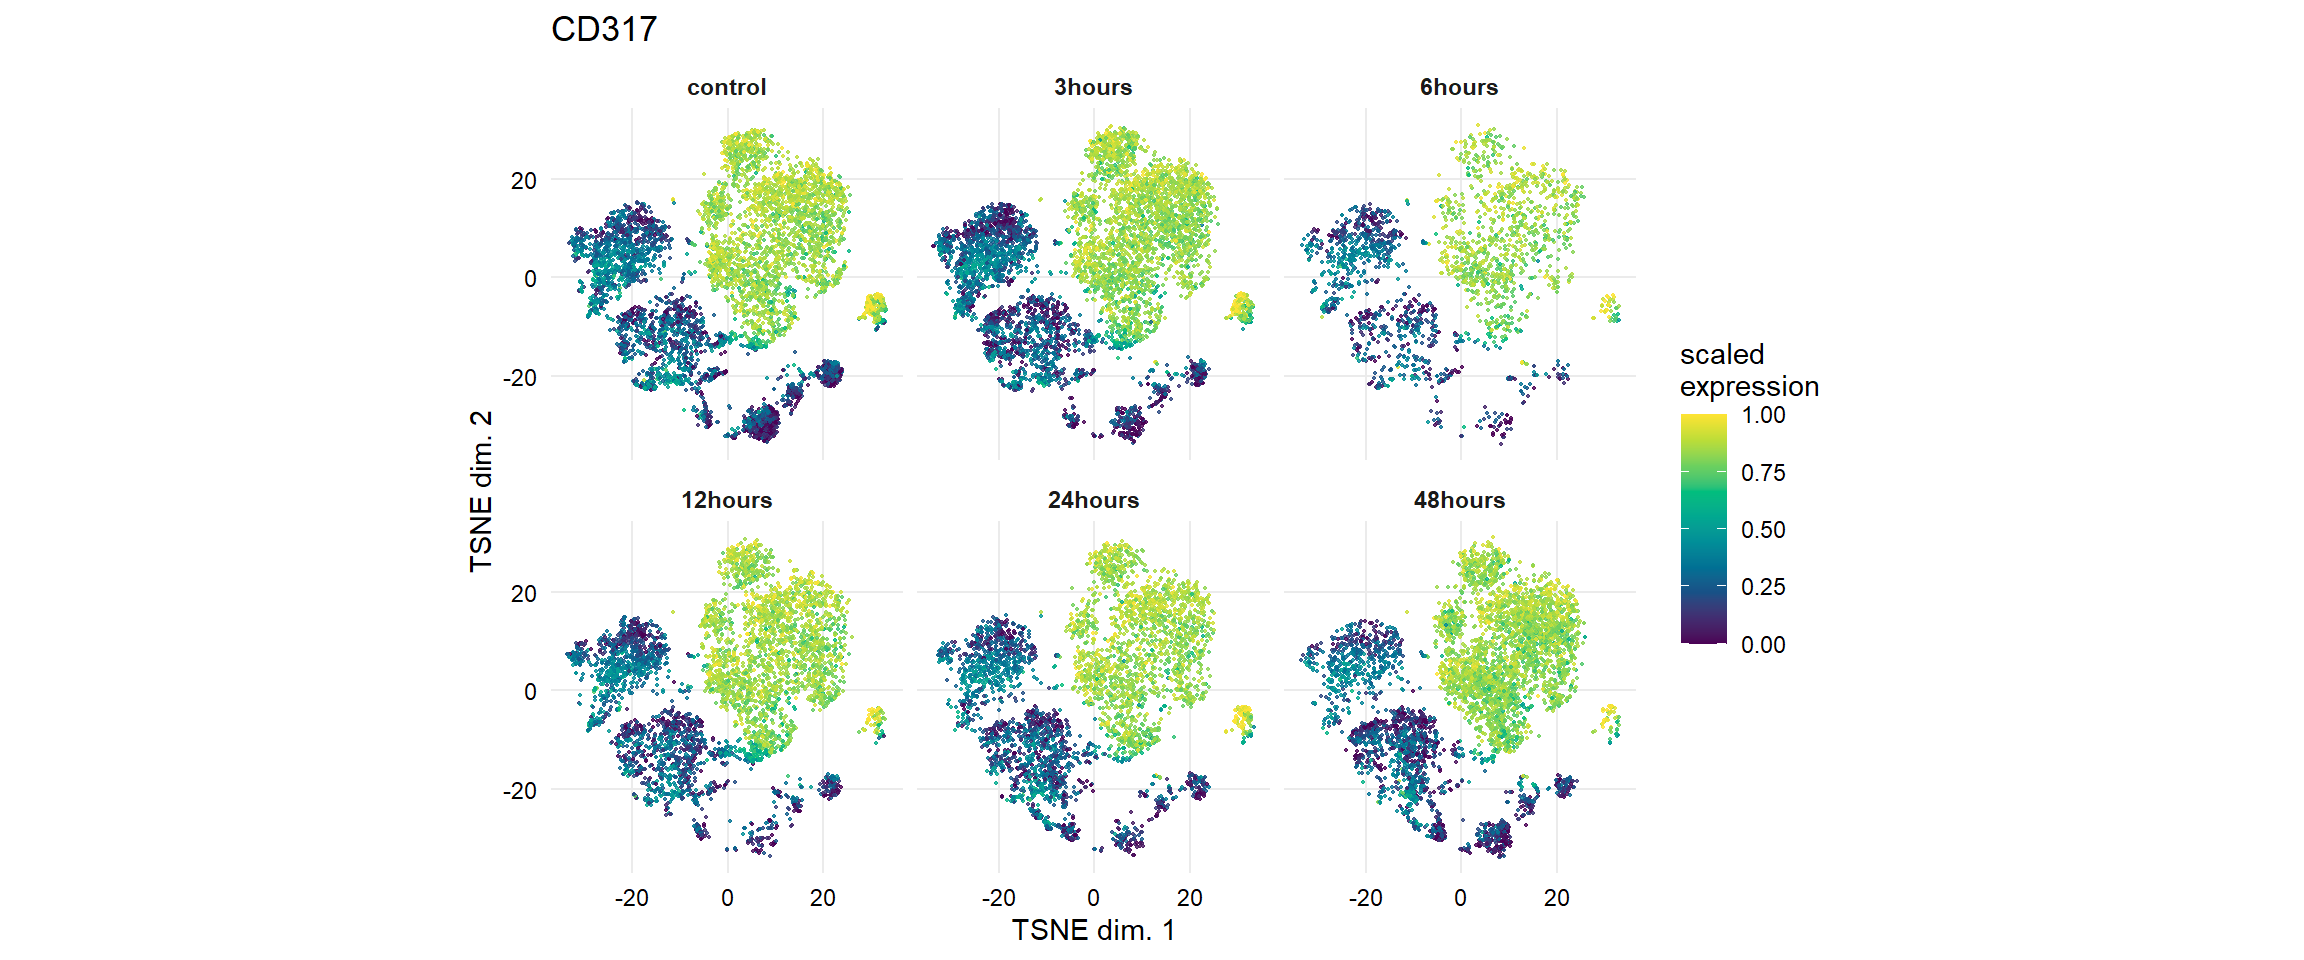 CD317
control
3hours
6hours
20
0
-20
12hours
24hours
48hours
20
0
-20
-20 0 20
-20 0 20
-20 0 20
TSNE dim. 1
TSNE dim. 2
scaled
expression
1.00
0.75
0.50
0.25
0.00